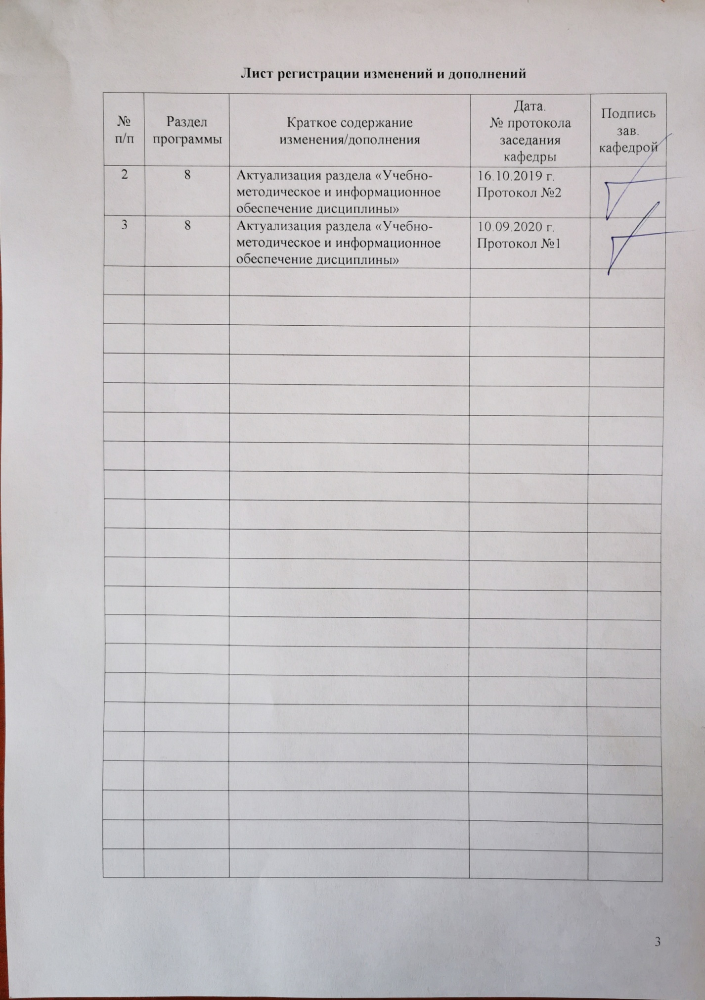 Лист регистрации изменений и дополнений
№
п/п
Раздел
программы
Краткое содержание
изменения/дополнения
Дата.
№ протокола
заседания
кафедры
Подпись
зав.
кафедрой
2
8
Актуализация раздела «Учебно-
методическое и информационное
обеспечение дисциплины»
16.10.2019 г.
Протокол №2
3
8
Актуализация раздела «Учебно-
методическое и информационное
обеспечение дисциплины»
10.09.2020 г.
Протокол №1
3